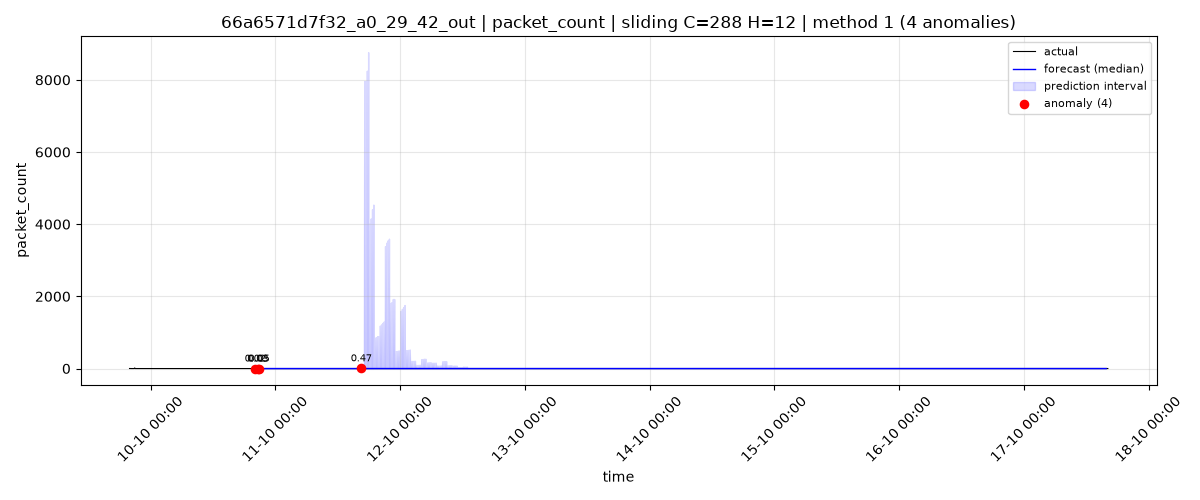 66a6571d7f32_a0_29_42_out | packet_count | sliding C=288 H=12 | method 1 (4 anomalies)
actual
forecast (median)
prediction interval
anomaly (4)
packet_count
8000
6000
4000
2000
0
0.47
10-10 00:00
11-10 00:00
12-10 00:00
13-10 00:00
14-10 00:00
15-10 00:00
16-10 00:00
17-10 00:00
18-10 00:00
time